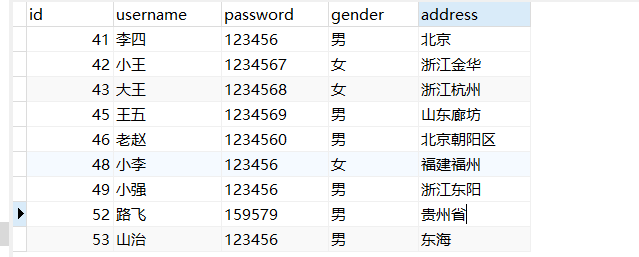 id username password gender address
41 李四 123456 男 北京
42 小王 1234567 女 浙江金华
43 大王 1234568 女 浙江杭州
45 王五 1234569 男 山东廊坊
46 老赵 1234560 男 北京朝阳区
48 小李 123456 女 福建福州
49 小强 123456 男 浙江东阳
52 路飞 159579 男 贵州省
53 山治 123456 男 东海